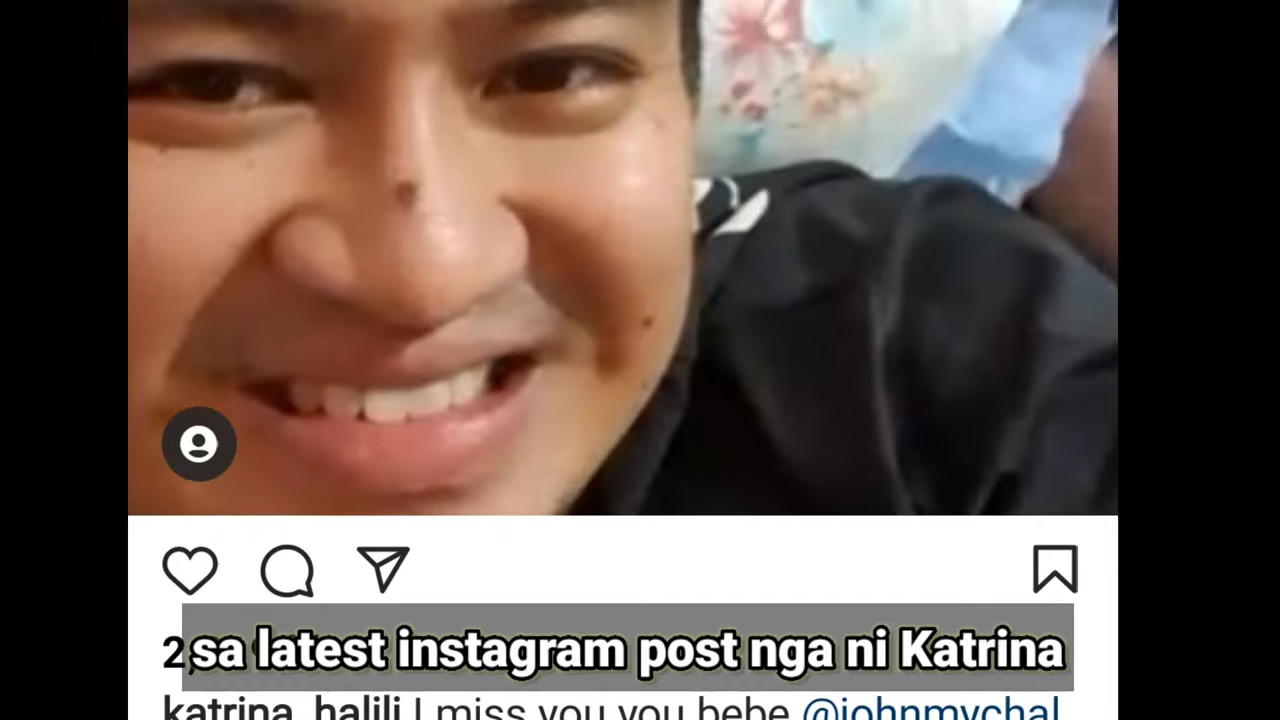 2 sa latest instagram post nga ni Katrina
katrina_halili I miss you you bebe @johnmychal